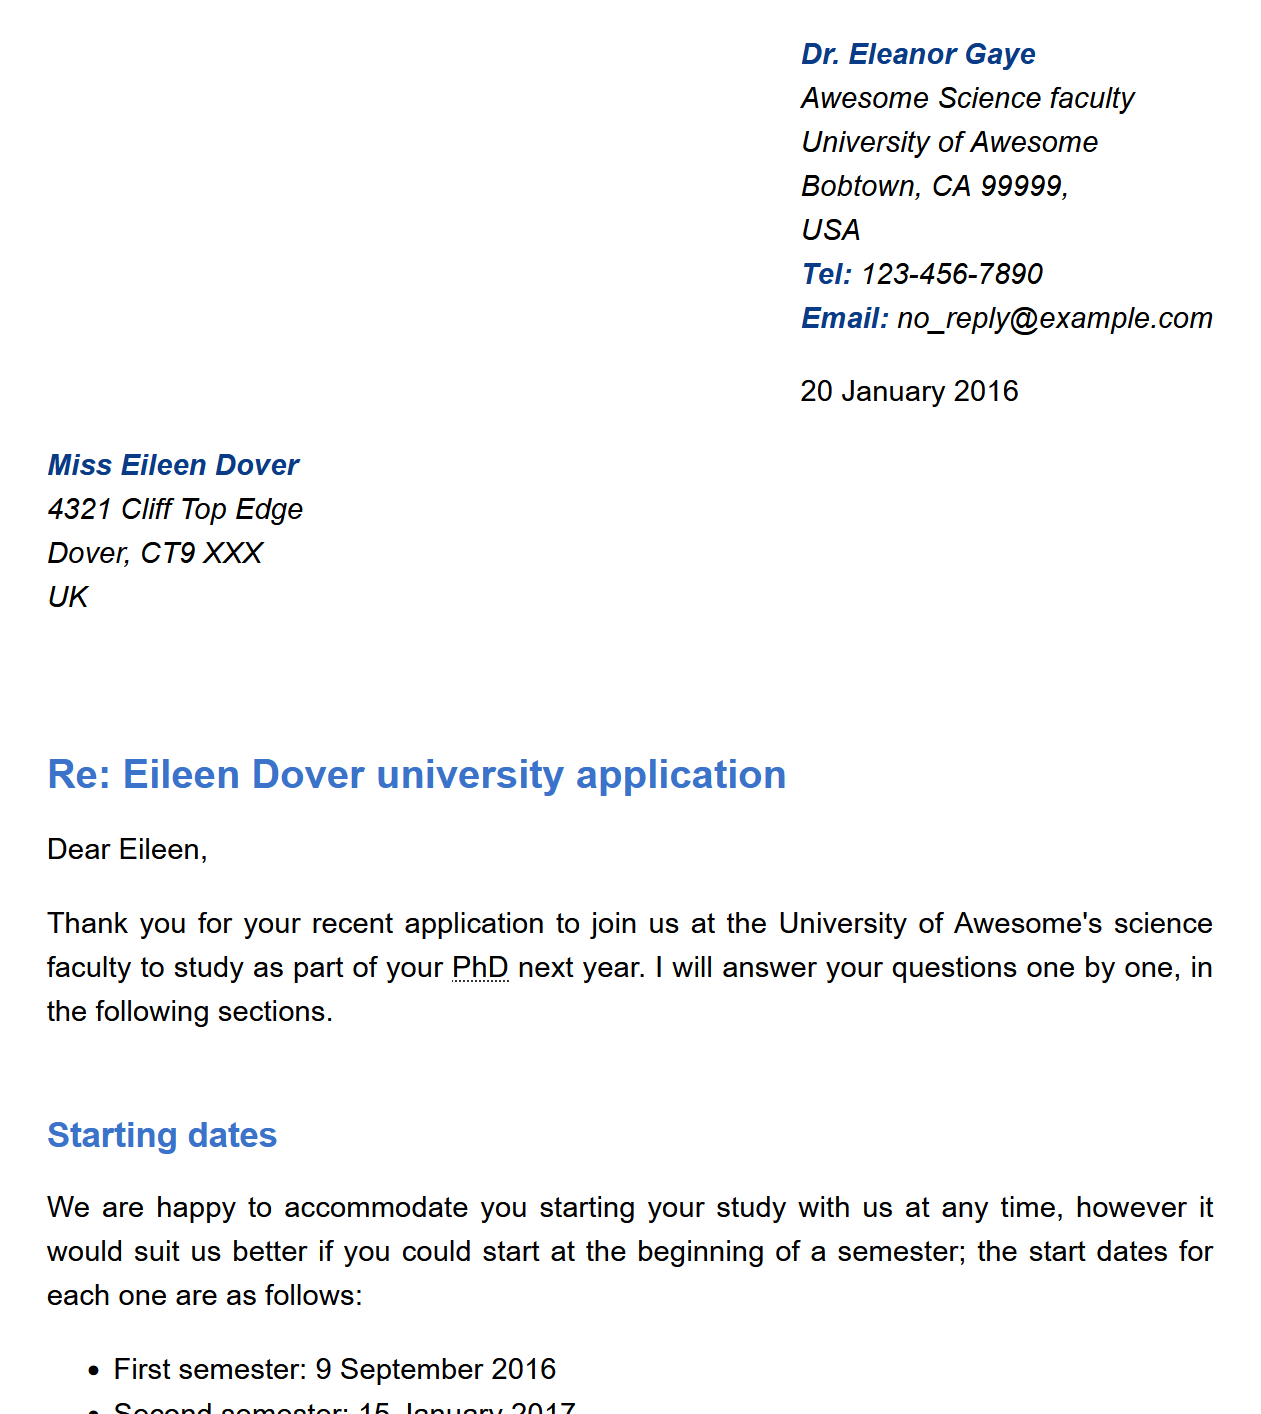 Dr. Eleanor Gaye
Awesome Science faculty
University of Awesome
Bobtown, CA 99999,
USA
Tel: 123-456-7890
Email: no_reply@example.com
20 January 2016
Miss Eileen Dover
4321 Cliff Top Edge
Dover, CT9 XXX
UK
Re: Eileen Dover university application
Dear Eileen,
Thank you for your recent application to join us at the University of Awesome's science
faculty to study as part of your PhD next year. I will answer your questions one by one, in
the following sections.
Starting dates
We are happy to accommodate you starting your study with us at any time, however it
would suit us better if you could start at the beginning of a semester; the start dates for
each one are as follows:
• First semester: 9 September 2016
• Second semester: 15 January 2017